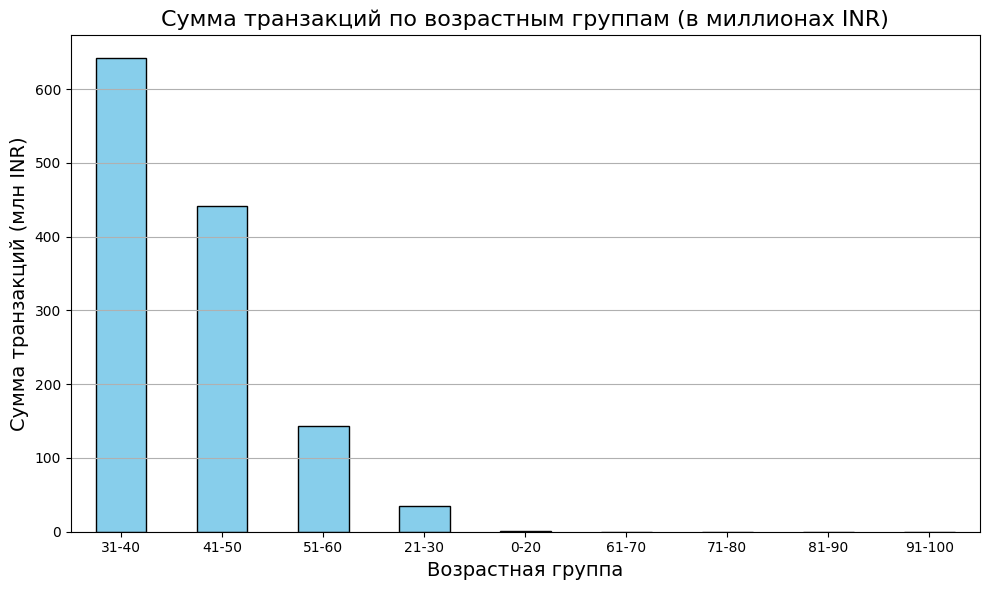 Сумма транзакций по возрастным группам (в миллионах INR)
Сумма транзакций (млн INR)
600
500
400
300
200
100
0
31-40 41-50 51-60 21-30 0-20 61-70 71-80 81-90 91-100
Возрастная группа